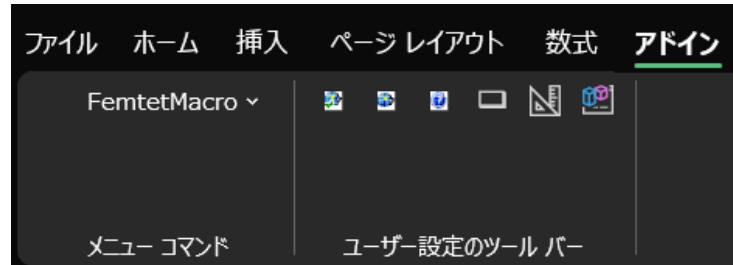 ファイル ホーム 挿入 ページ レイアウト 数式 アドイン
FemtetMacro
メニュー コマンド ユーザー設定のツール バー